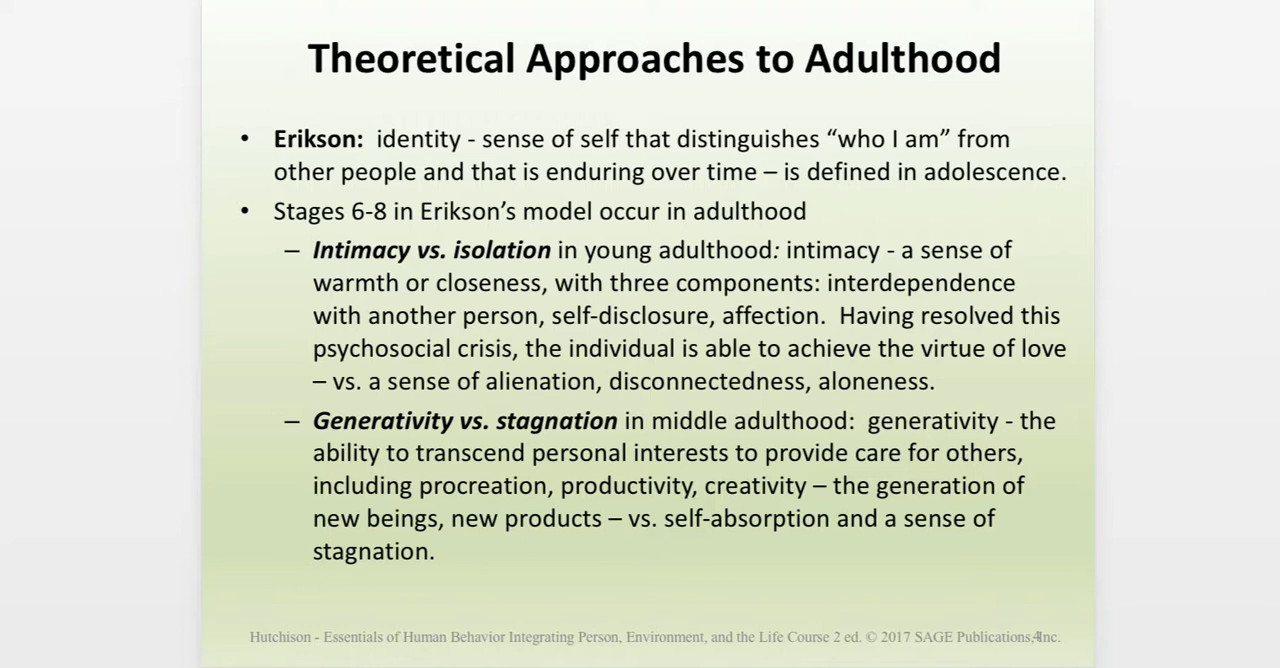 Theoretical Approaches to Adulthood
• Erikson: identity - sense of self that distinguishes “who I am” from
other people and that is enduring over time – is defined in adolescence.
• Stages 6-8 in Erikson’s model occur in adulthood
– Intimacy vs. isolation in young adulthood: intimacy - a sense of
warmth or closeness, with three components: interdependence
with another person, self-disclosure, affection. Having resolved this
psychosocial crisis, the individual is able to achieve the virtue of love
– vs. a sense of alienation, disconnectedness, aloneness.
– Generativity vs. stagnation in middle adulthood: generativity - the
ability to transcend personal interests to provide care for others,
including procreation, productivity, creativity – the generation of
new beings, new products – vs. self-absorption and a sense of
stagnation.
Hutchison - Essentials of Human Behavior Integrating Person, Environment, and the Life Course 2 ed. © 2017 SAGE Publications, Inc.
4